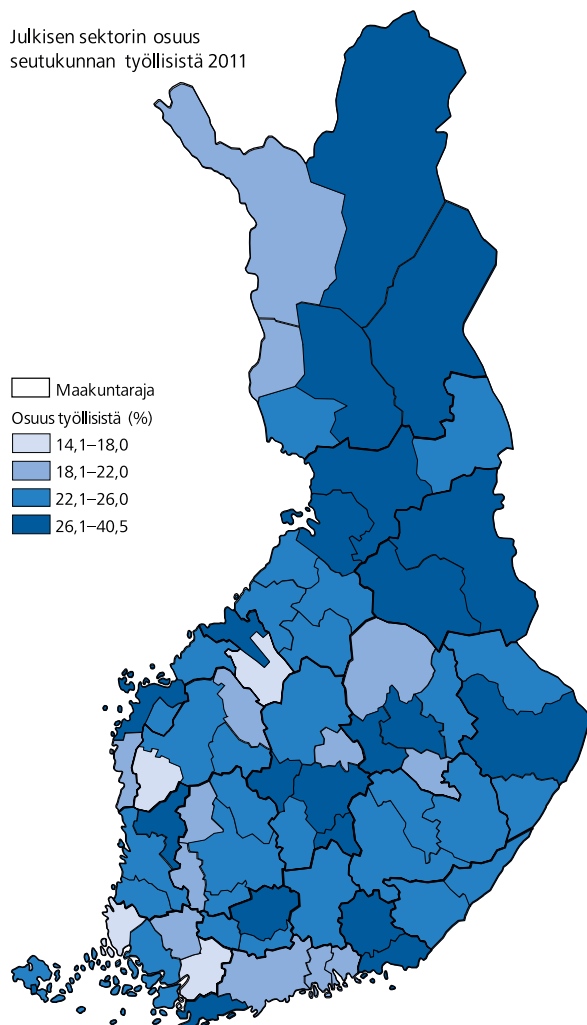 Julkisen sektorin osuus
seutukunnan työllisistä 2011
Maakuntaraja
Osuus työllisistä (%)
14,1–18,0
18,1–22,0
22,1–26,0
26,1–40,5